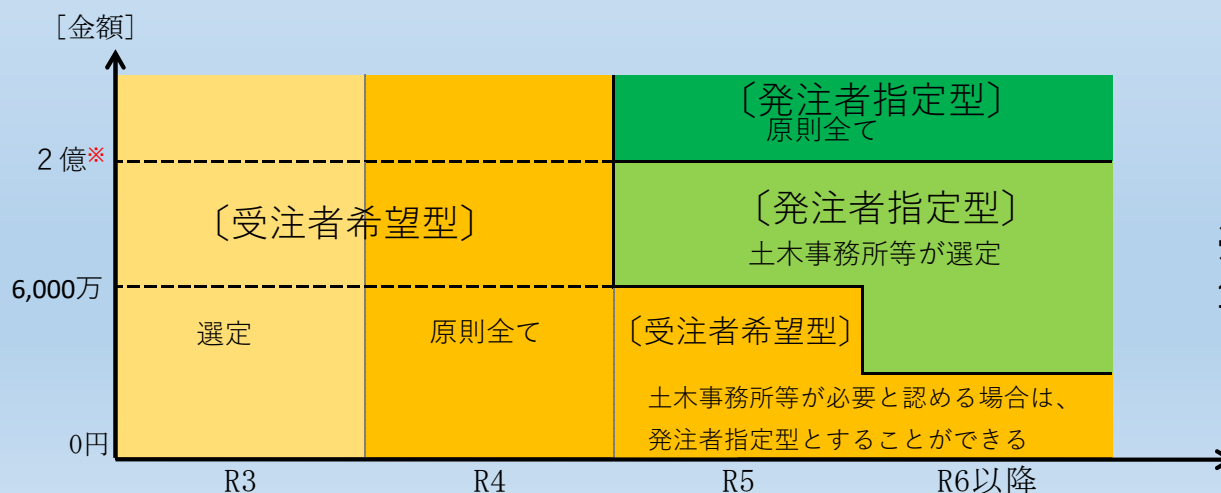 ［金額］
〔発注者指定型〕
原則全て
２億※
〔受注者希望型〕
〔発注者指定型〕
土木事務所等が選定
6,000万
選定
原則全て
〔受注者希望型〕
土木事務所等が必要と認める場合は、
発注者指定型とすることができる
0円
R3
R4
R5
R6以降